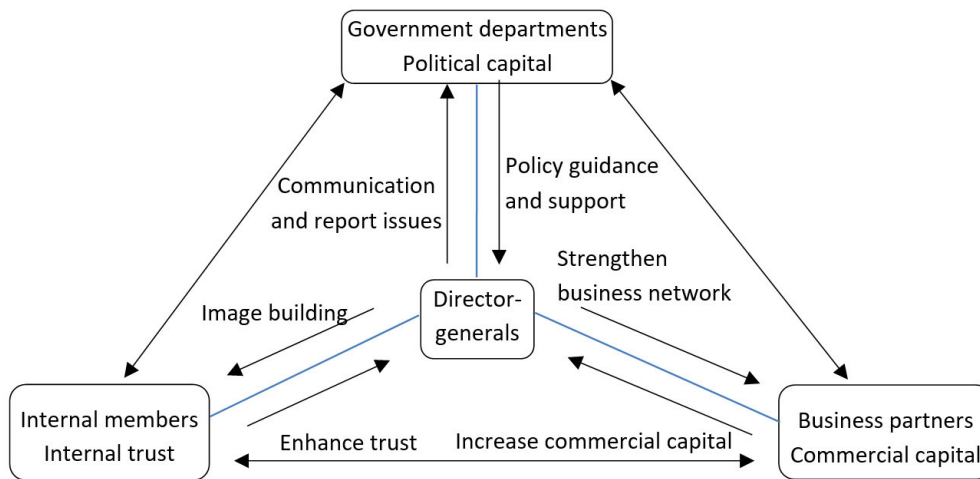 Government departments
Political capital
Communication
and report issues
Policy guidance
and support
Strengthen
business network
Director-
generals
Image building
Internal members
Internal trust
Enhance trust
Increase commercial capital
Business partners
Commercial capital